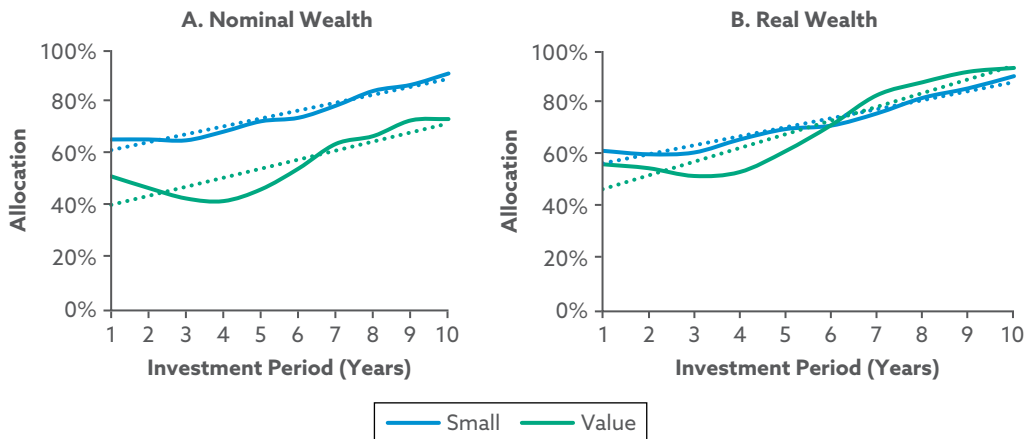 A. Nominal Wealth
100%
80%
60%
40%
20%
0%
Allocation
1 2 3 4 5 6 7 8 9 10
Investment Period (Years)
B. Real Wealth
100%
80%
60%
40%
20%
0%
Allocation
1 2 3 4 5 6 7 8 9 10
Investment Period (Years)
Small Value